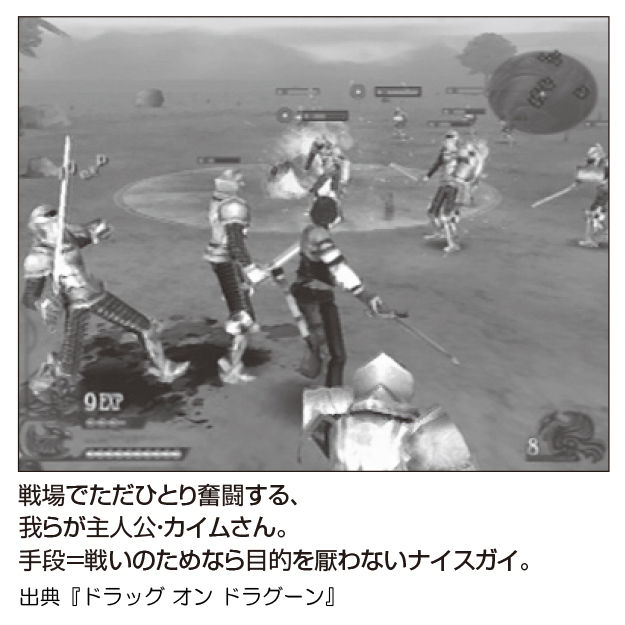 9 EXP
8
戦場でただひとり奮闘する、
我らが主人公･カイムさん。
手段＝戦いのためなら目的を厭わないナイスガイ。
出典『ドラッグ オン ドラグーン』